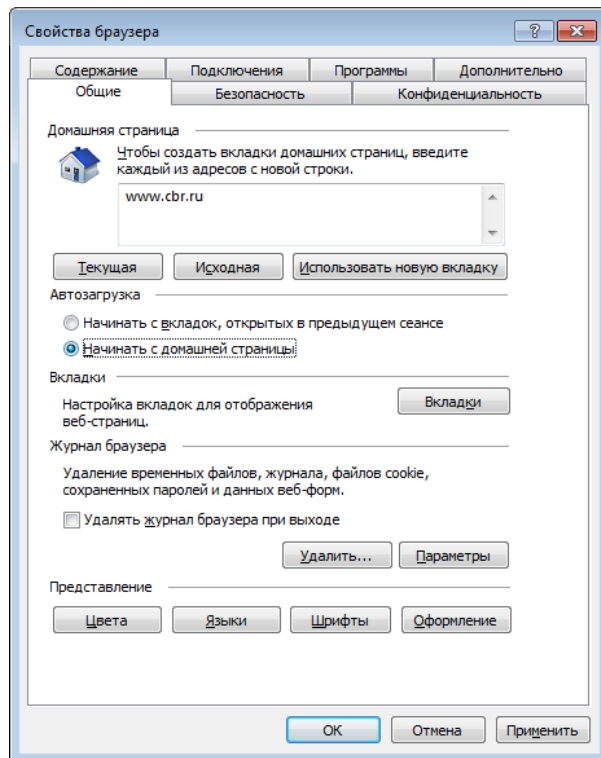 Свойства браузера
Содержание Подключения Программы Дополнительно
Общие Безопасность Конфиденциальность
Домашняя страница
Чтобы создать вкладки домашних страниц, введите
каждый из адресов с новой строки.
www.cbr.ru
Текущая Исходная Использовать новую вкладку
Автозагрузка
Начинать с вкладок, открытых в предыдущем сеансе
Начинать с домашней страницы
Вкладки
Настройка вкладок для отображения
веб-страниц.
Вкладки
Журнал браузера
Удаление временных файлов, журнала, файлов cookie,
сохраненных паролей и данных веб-форм.
Удалять журнал браузера при выходе
Удалить... Параметры
Представление
Цвета Языки Шрифты Оформление
ОК Отмена Применить